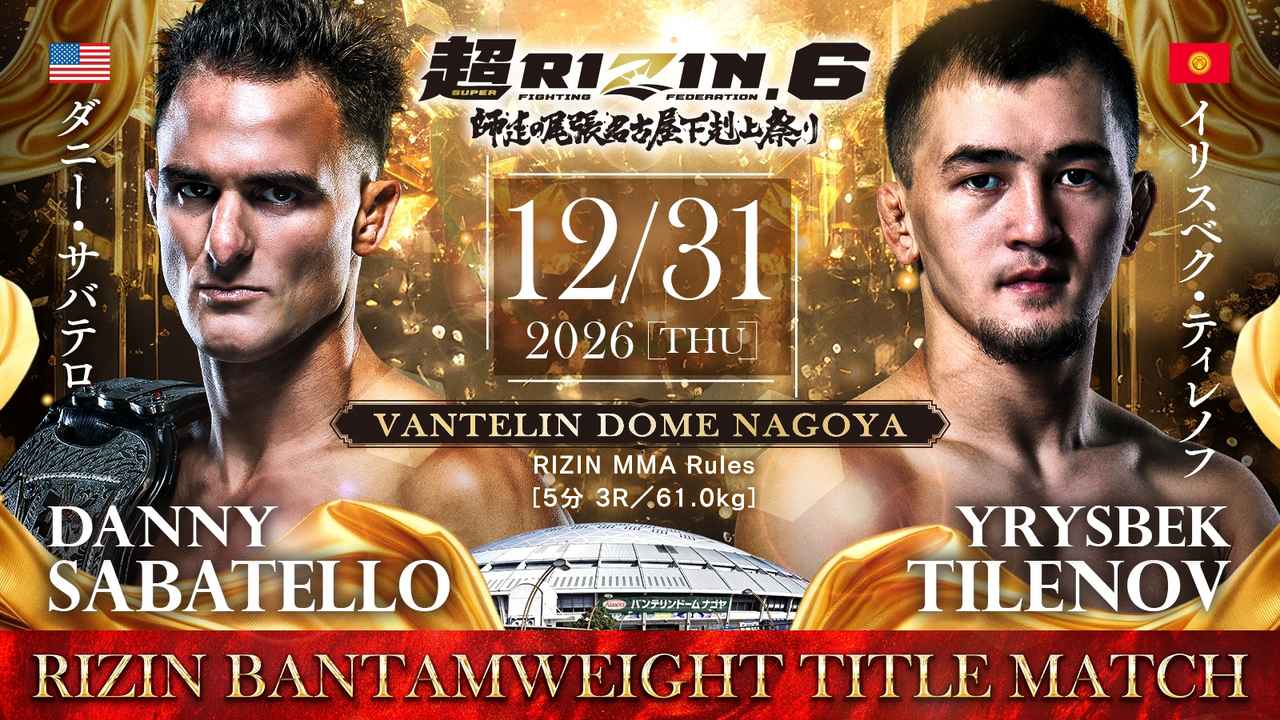 超RIZIN.6
SUPER FIGHTING FEDERATION
師走の尾張名古屋下剋上祭り
ダニー・サバテロ
イリスベク・ティレノフ
12/31
2026 [THU]
VANTELIN DOME NAGOYA
RIZIN MMA Rules
[5分 3R／61.0kg]
DANNY
SABATELLO
YRYSBEK
TILENOV
バンテリンドーム ナゴヤ
RIZIN BANTAMWEIGHT TITLE MATCH